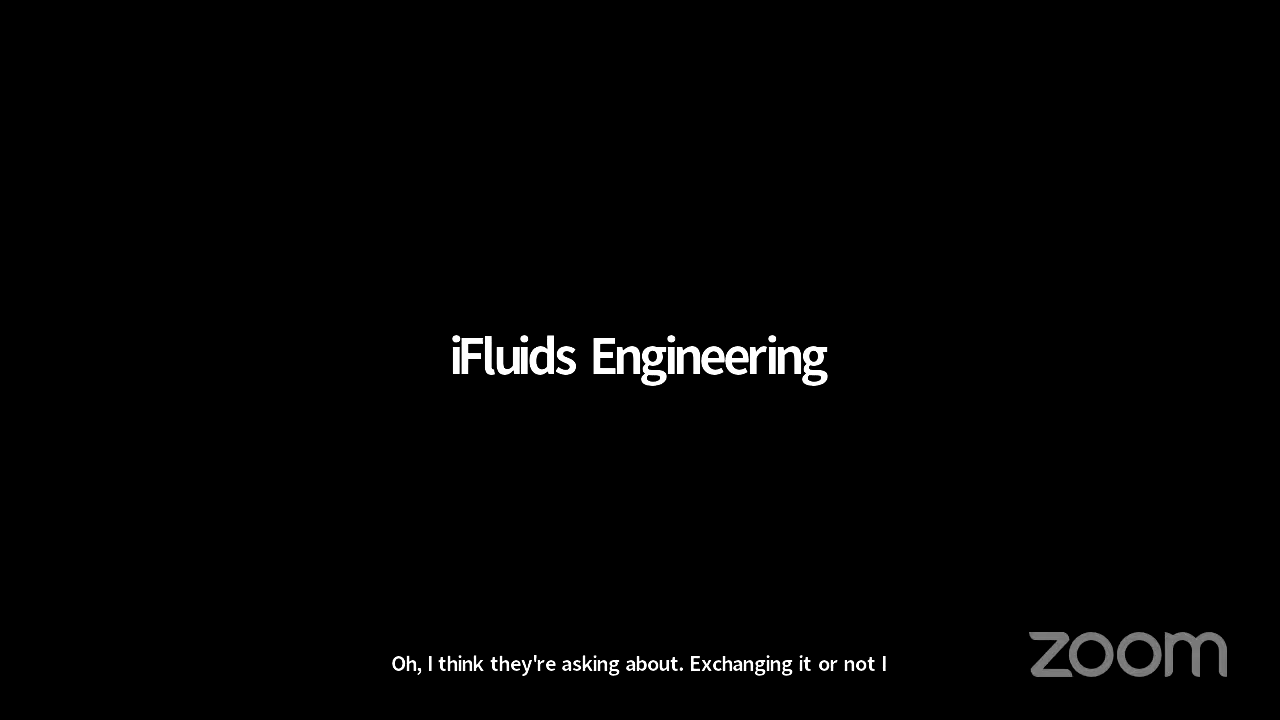 iFluids Engineering
Oh, I think they're asking about. Exchanging it or not I
zoom